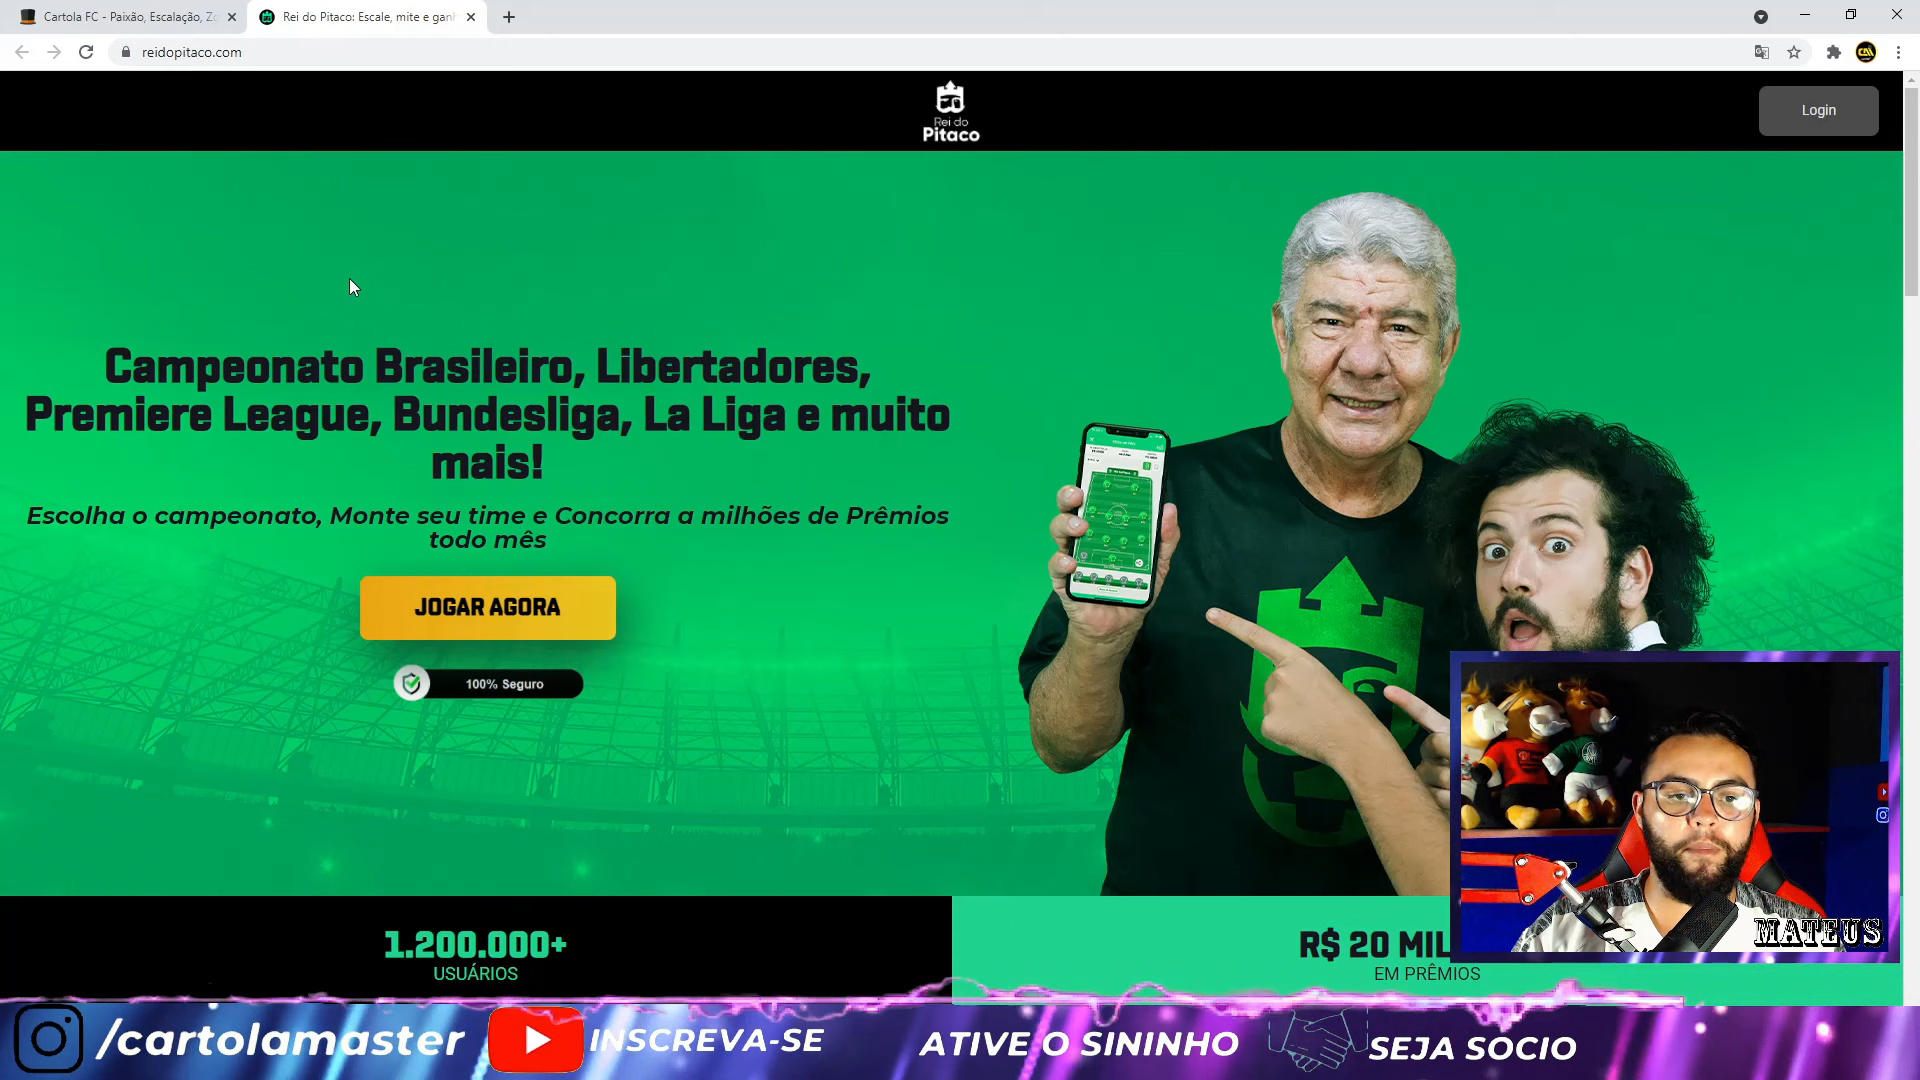 Cartola FC - Paixão, Escalação, Zo
Rei do Pitaco: Escale, mite e ganh
reidopitaco.com
Rei do
Pitaco
Login
Campeonato Brasileiro, Libertadores,
Premiere League, Bundesliga, La Liga e muito
mais!
Escolha o campeonato, Monte seu time e Concorra a milhões de Prêmios
todo mês
JOGAR AGORA
100% Seguro
1.200.000+
USUÁRIOS
R$ 20 MIL
EM PRÊMIOS
MATEUS
/cartolamaster
INSCREVA-SE
ATIVE O SININHO
SEJA SOCIO